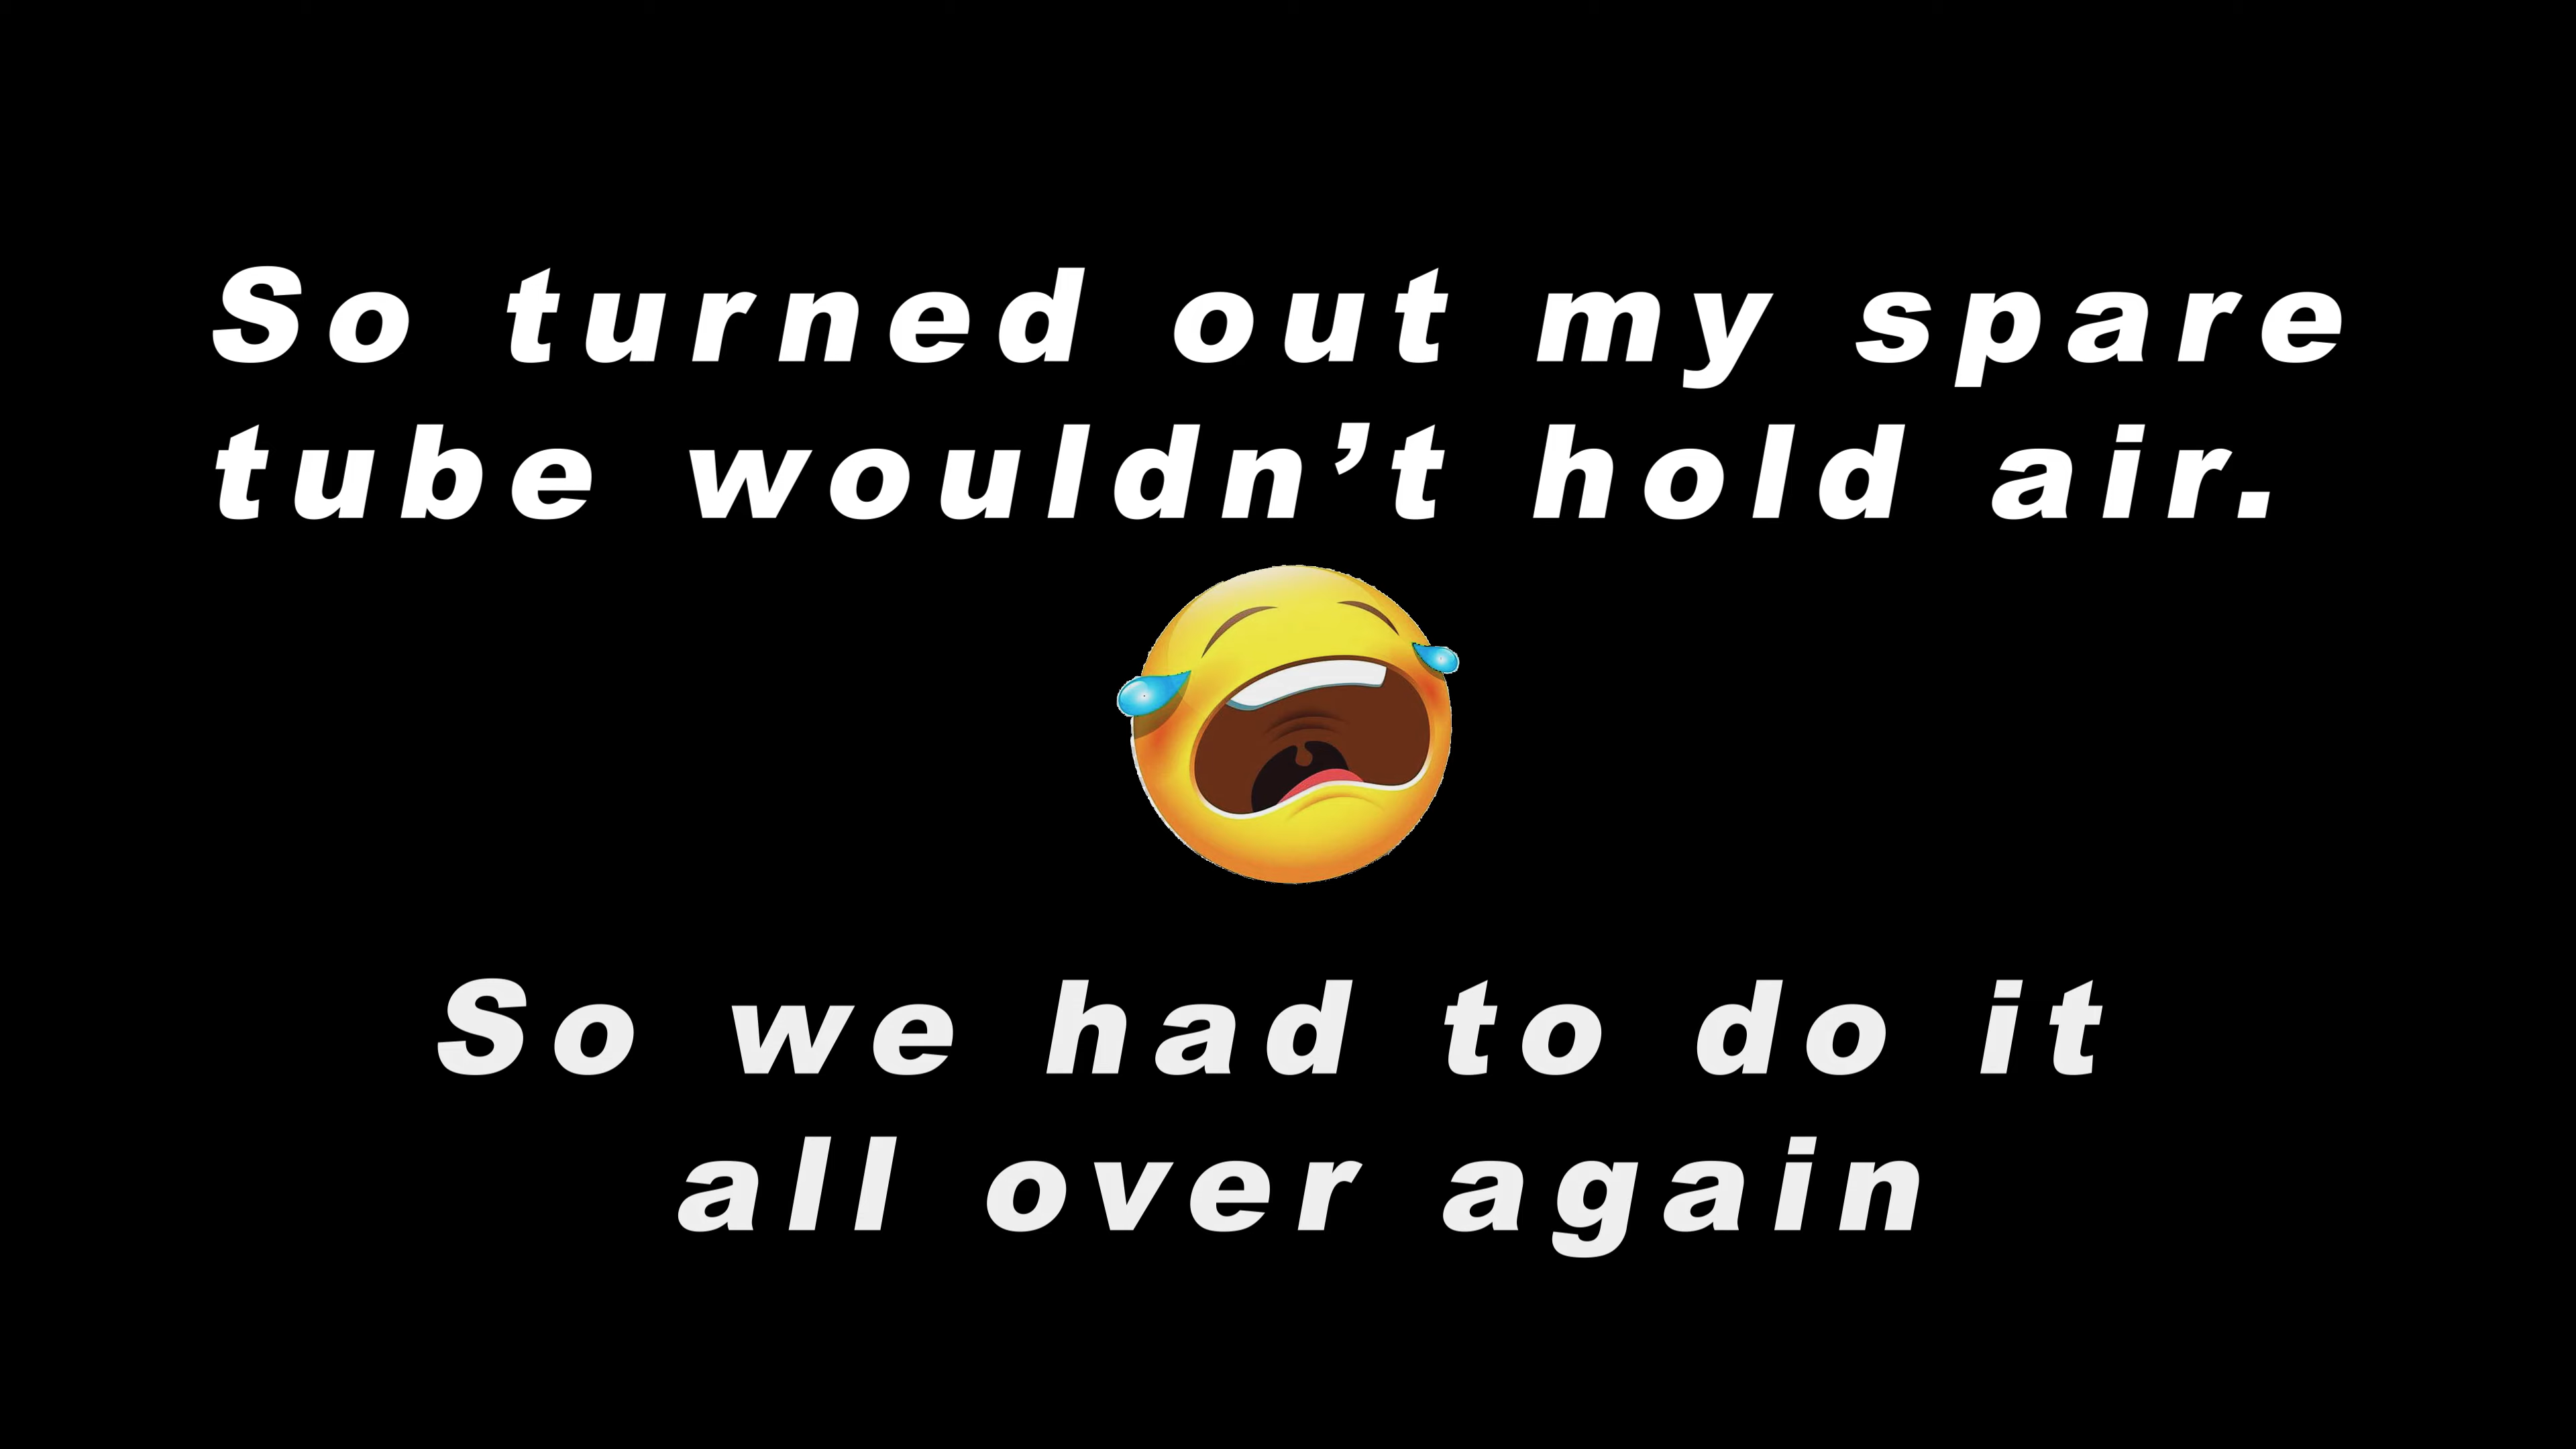 So turned out my spare
tube wouldn’t hold air.
So we had to do it
all over again